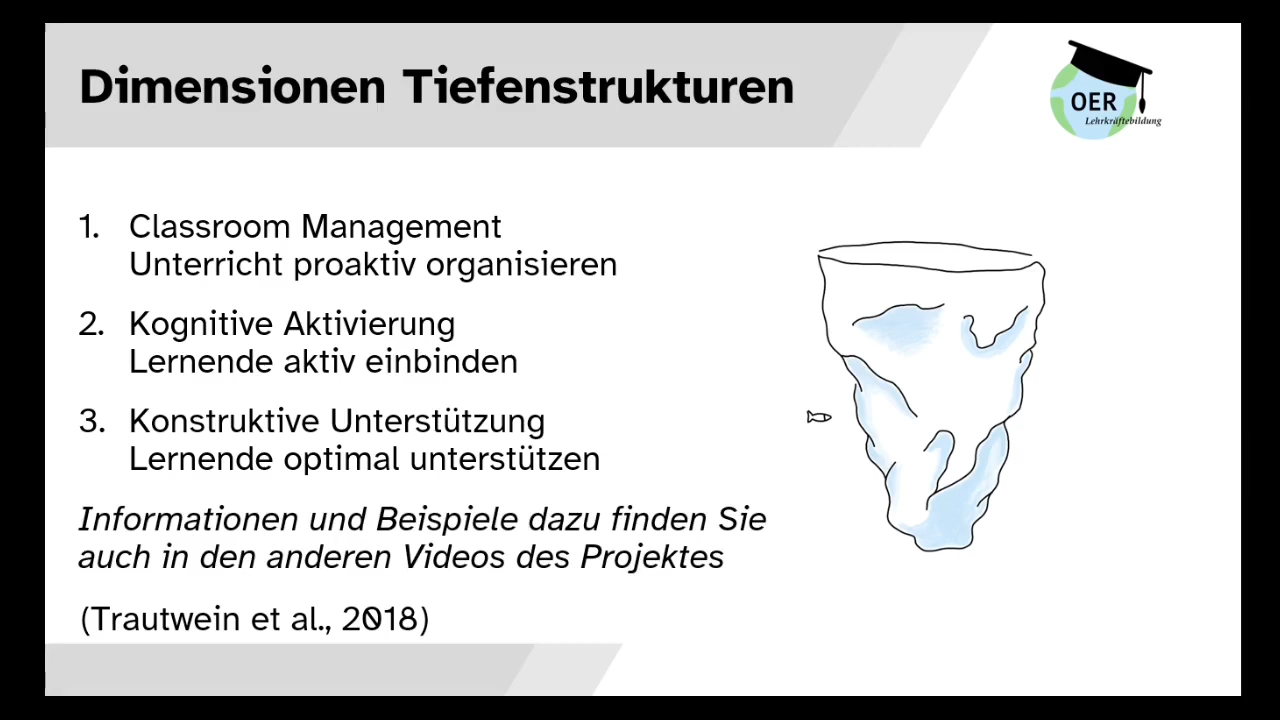 Dimensionen Tiefenstrukturen
OER
Lehrkräftebildung
1. Classroom Management
Unterricht proaktiv organisieren
2. Kognitive Aktivierung
Lernende aktiv einbinden
3. Konstruktive Unterstützung
Lernende optimal unterstützen
Informationen und Beispiele dazu finden Sie
auch in den anderen Videos des Projektes
(Trautwein et al., 2018)